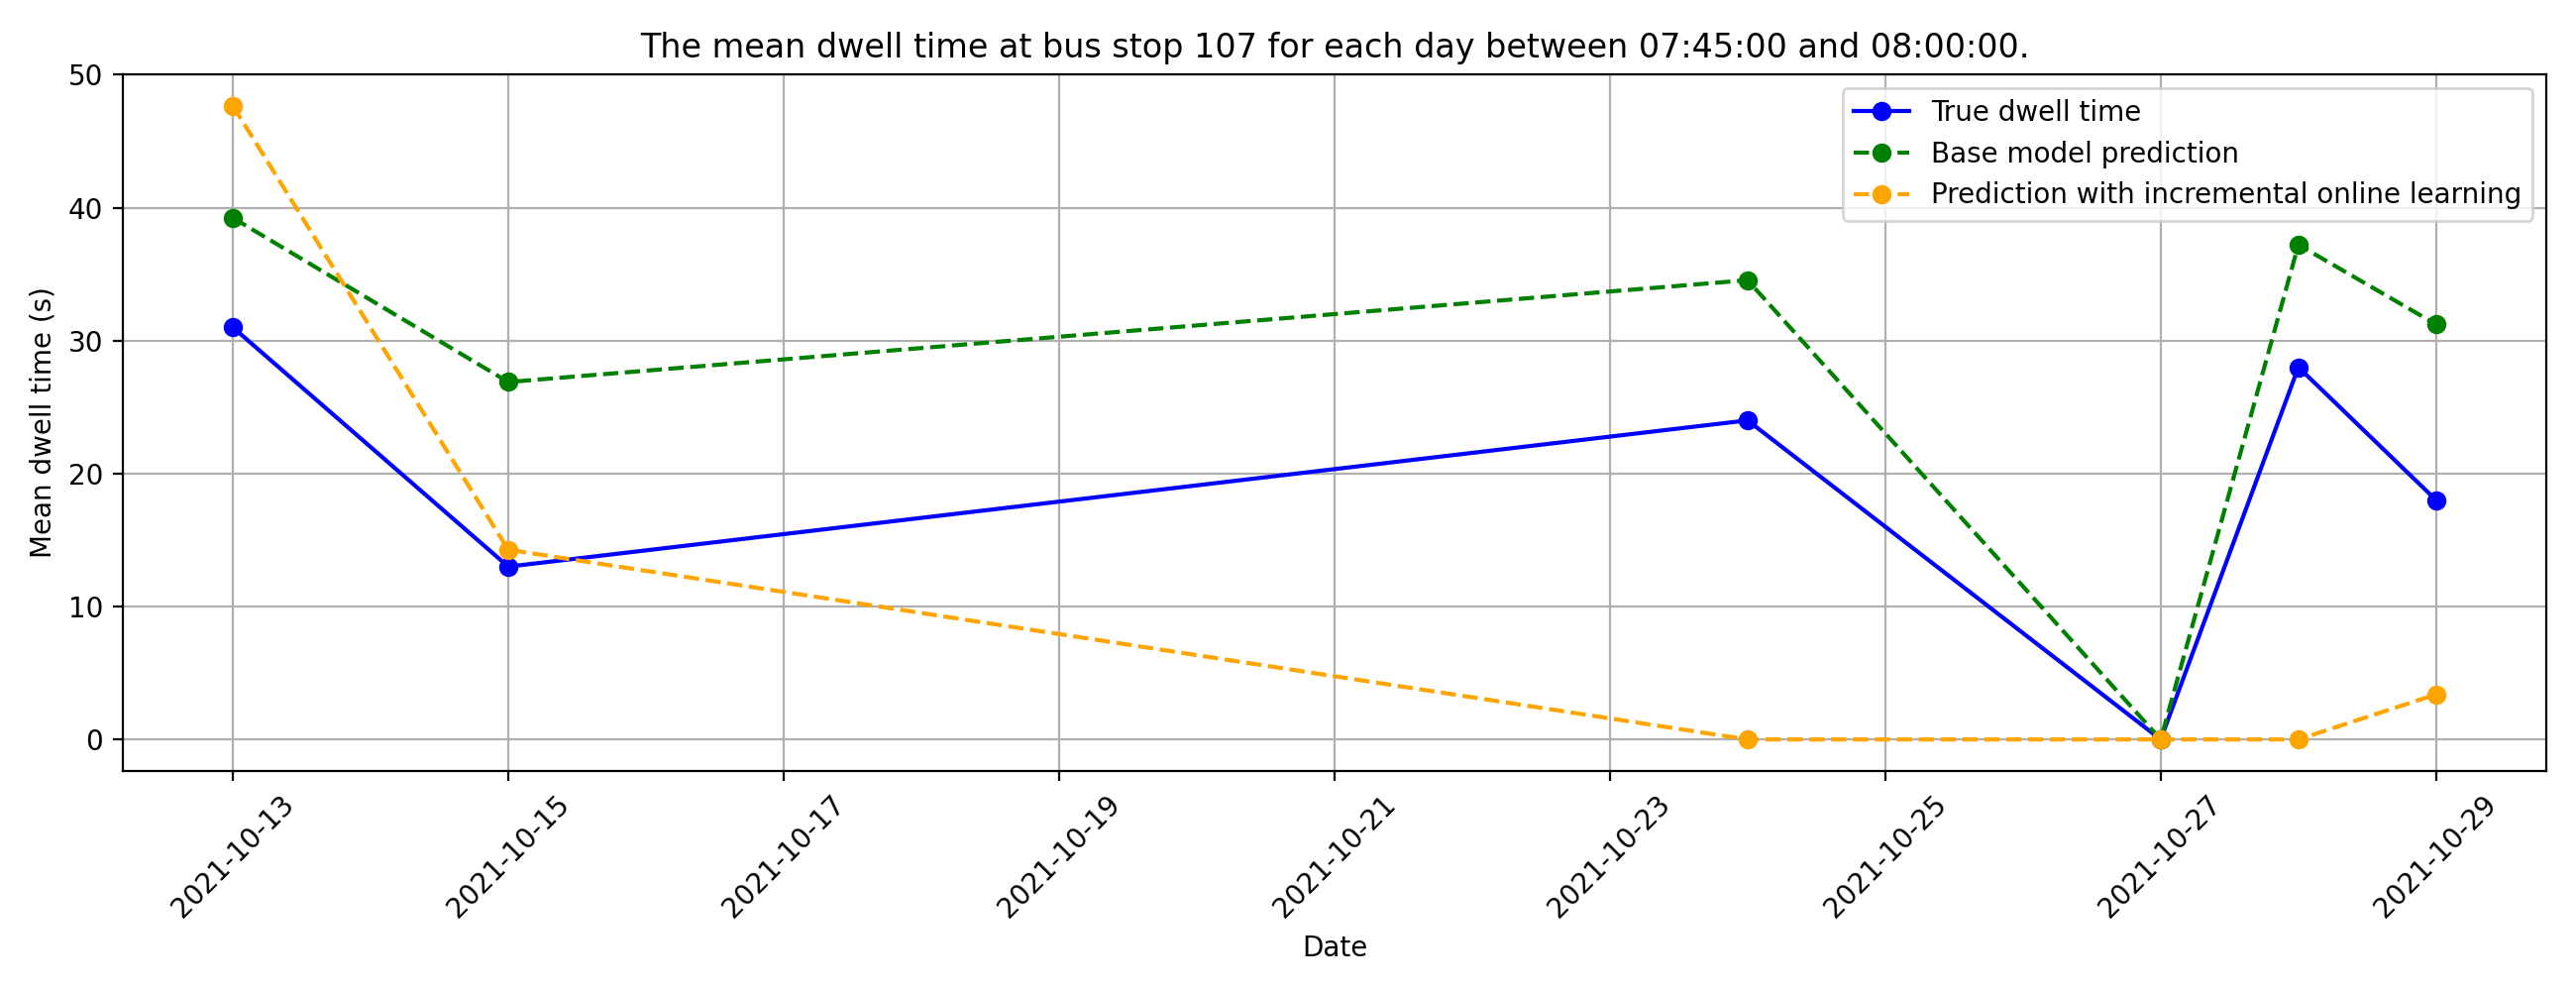 The mean dwell time at bus stop 107 for each day between 07:45:00 and 08:00:00.
50
40
30
20
10
0
Mean dwell time (s)
True dwell time
Base model prediction
Prediction with incremental online learning
2021-10-13
2021-10-15
2021-10-17
2021-10-19
2021-10-21
2021-10-23
2021-10-25
2021-10-27
2021-10-29
Date